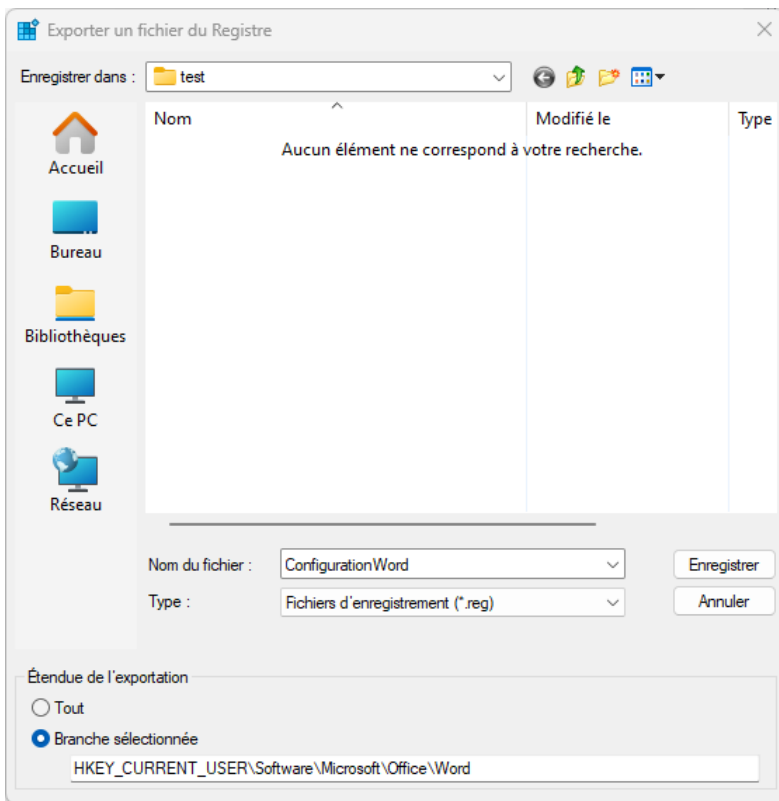 Exporter un fichier du Registre
Enregistrer dans :
test
Nom
Modifié le
Type
Aucun élément ne correspond à votre recherche.
Accueil
Bureau
Bibliothèques
Ce PC
Réseau
Nom du fichier :
ConfigurationWord
Enregistrer
Type :
Fichiers d'enregistrement (*.reg)
Annuler
Étendue de l'exportation
Tout
Branche sélectionnée
HKEY_CURRENT_USER\Software\Microsoft\Office\Word